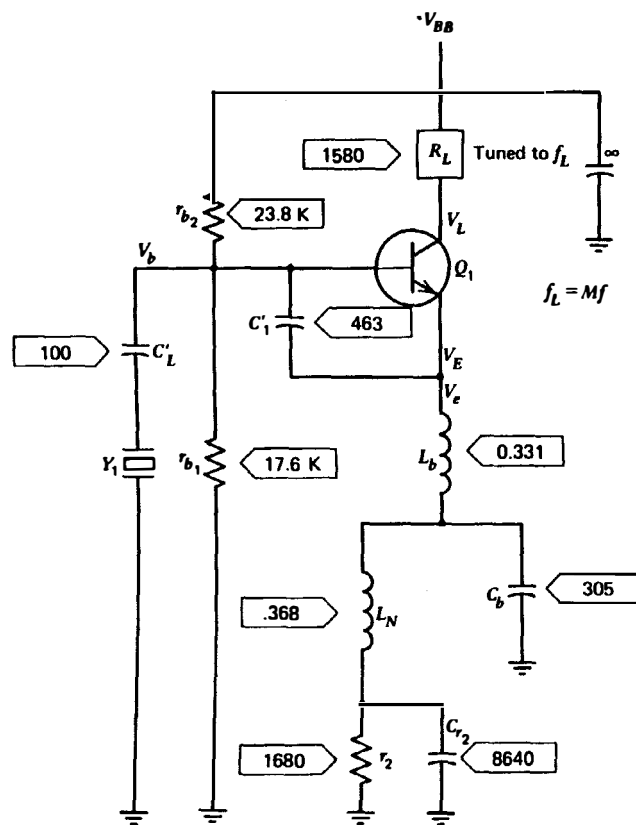 ·V_BB
1580
R_L
Tuned to f_L
∞
r_b2
23.8 K
V_L
V_b
Q_1
f_L = Mf
C'_1
463
100
C'_L
V_E
V_e
Y_1
r_b1
17.6 K
L_b
0.331
.368
L_N
C_b
305
1680
r_2
C_r2
8640